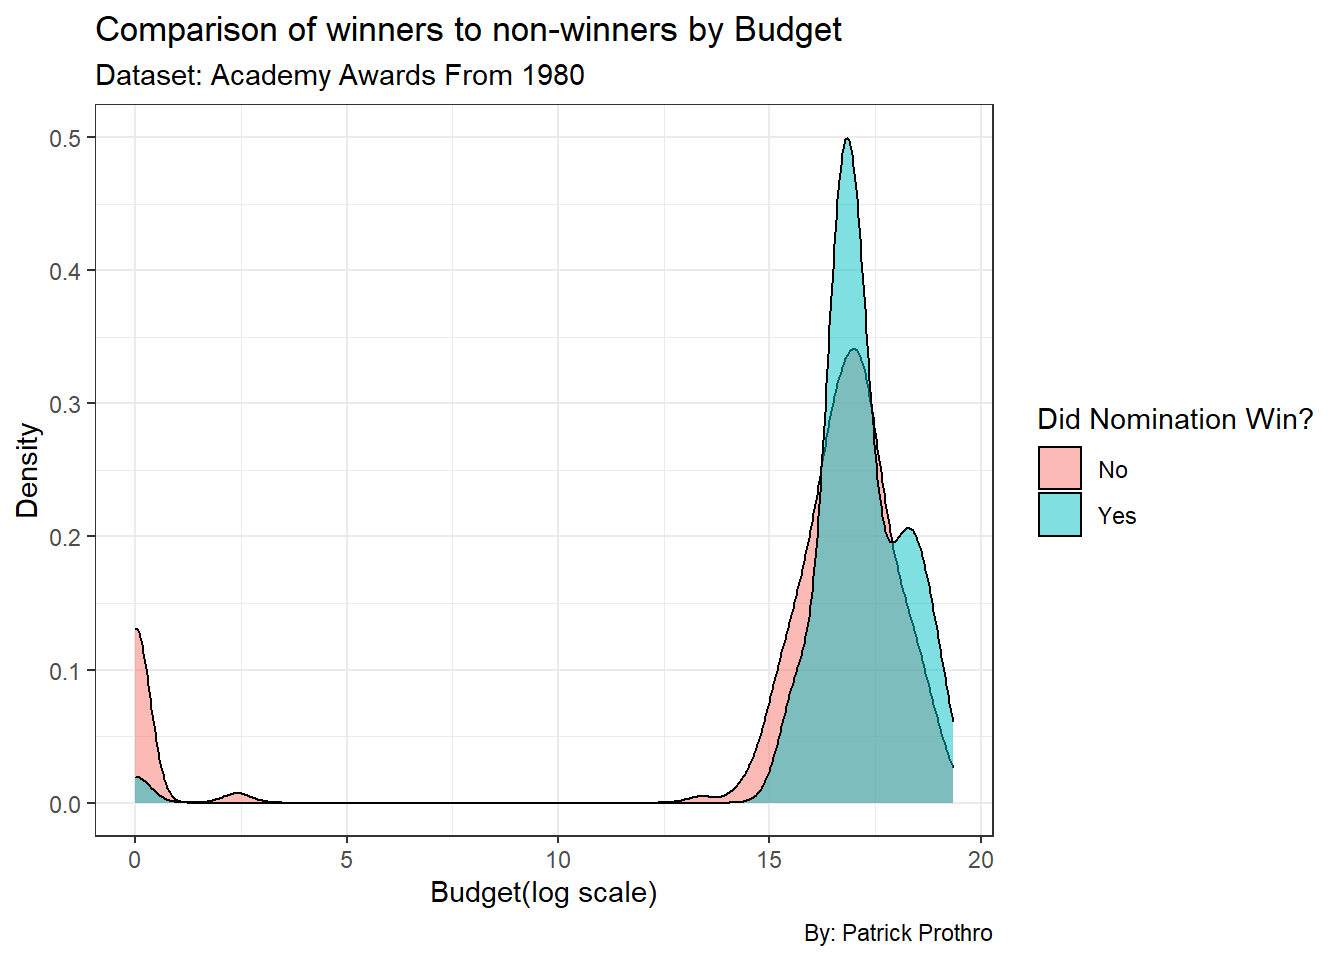 Comparison of winners to non-winners by Budget
Dataset: Academy Awards From 1980
0.5
0.4
0.3
0.2
0.1
0.0
Density
0 5 10 15 20
Budget(log scale)
Did Nomination Win?
No
Yes
By: Patrick Prothro